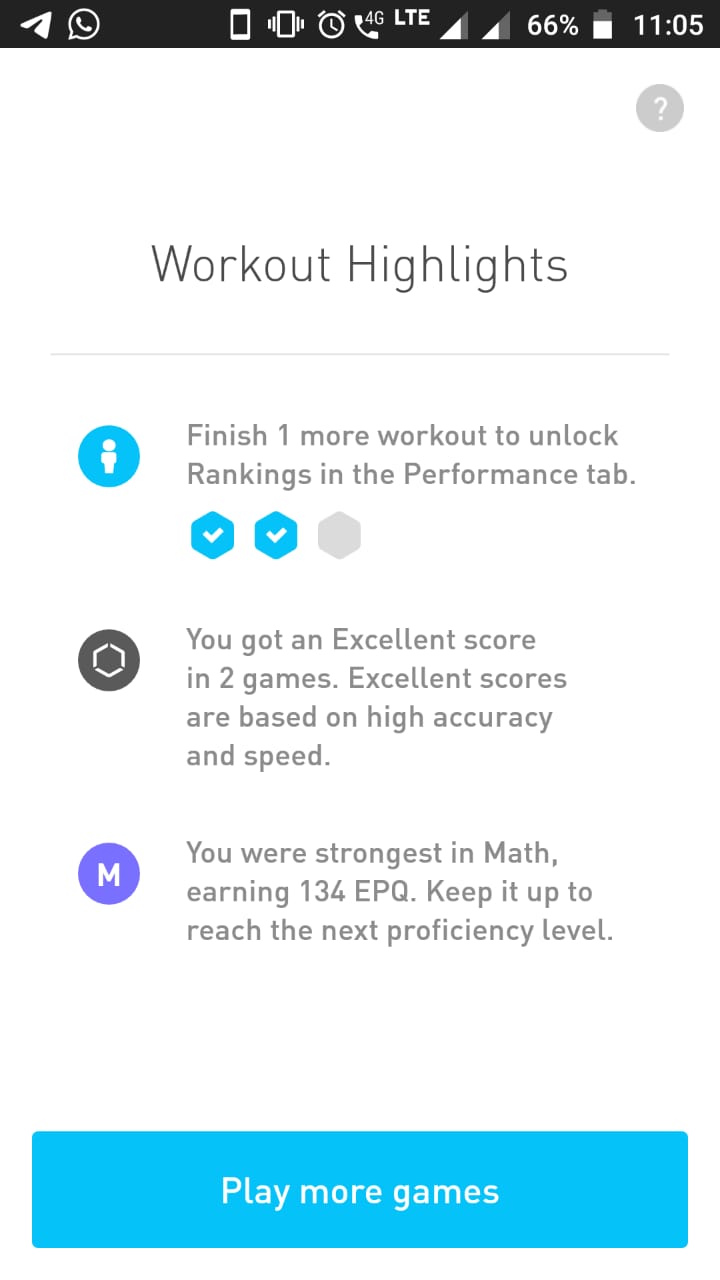 4G LTE 66% 11:05
?
Workout Highlights
Finish 1 more workout to unlock
Rankings in the Performance tab.
You got an Excellent score
in 2 games. Excellent scores
are based on high accuracy
and speed.
M
You were strongest in Math,
earning 134 EPQ. Keep it up to
reach the next proficiency level.
Play more games